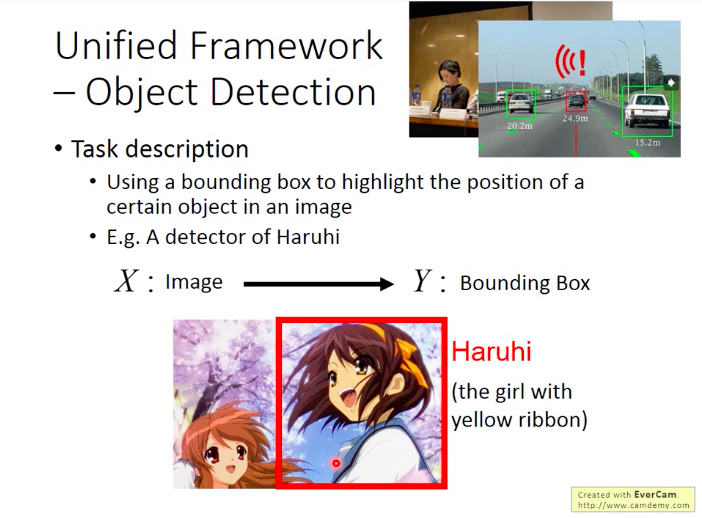 Unified Framework
– Object Detection
20.2m
24.9m
15.2m
• Task description
• Using a bounding box to highlight the position of a
certain object in an image
• E.g. A detector of Haruhi
X : Image
Y : Bounding Box
Haruhi
(the girl with
yellow ribbon)
Created with EverCam.
http://www.camdemy.com